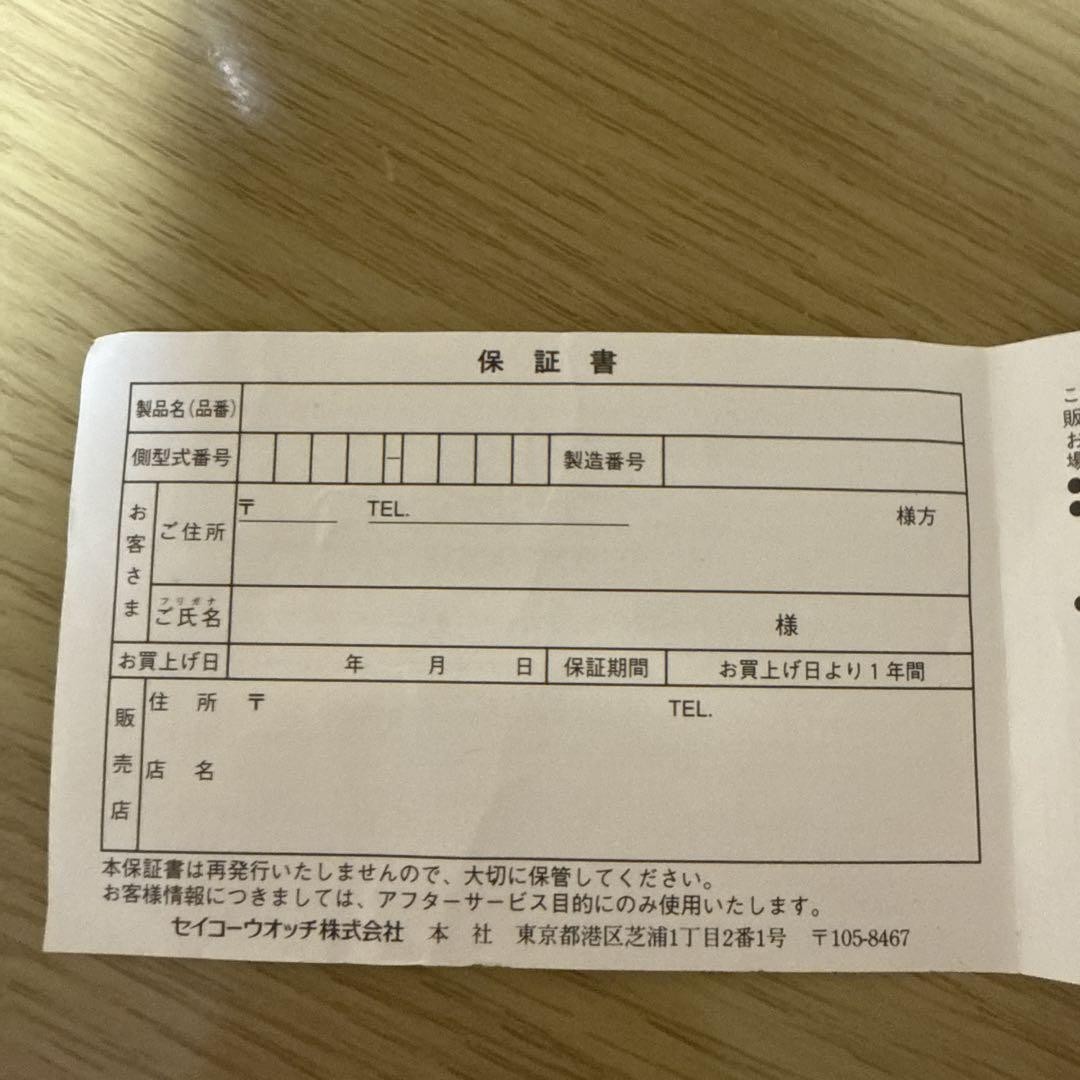 保証書
製品名(品番)
側型式番号 - 製造番号
お客さま
ご住所 〒 TEL. 様方
フリガナ
ご氏名 様
お買上げ日 年 月 日 保証期間 お買上げ日より1年間
販売店
住所 〒 TEL.
店名
本保証書は再発行いたしませんので、大切に保管してください。
お客様情報につきましては、アフターサービス目的にのみ使用いたします。
セイコーウオッチ株式会社 本社 東京都港区芝浦1丁目2番1号 〒105-8467
こ
販
お
場